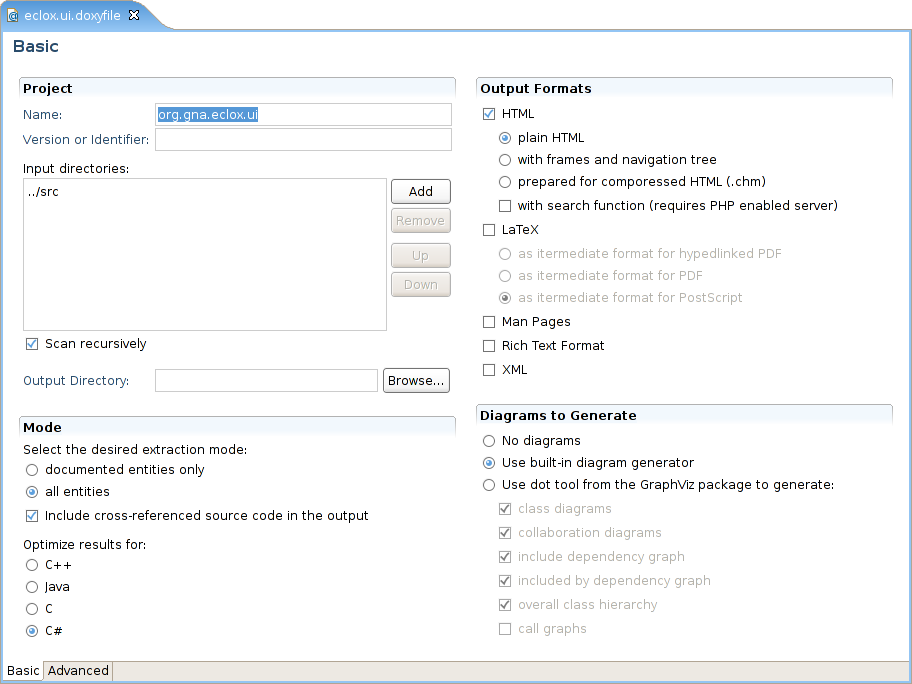 eclox.ui.doxyfile
Basic
Project
Name: org.gna.eclox.ui
Version or Identifier:
Input directories:
../src
Add
Remove
Up
Down
Scan recursively
Output Directory: Browse...
Mode
Select the desired extraction mode:
documented entities only
all entities
Include cross-referenced source code in the output
Optimize results for:
C++
Java
C
C#
Output Formats
HTML
plain HTML
with frames and navigation tree
prepared for comporessed HTML (.chm)
with search function (requires PHP enabled server)
LaTeX
as itermediate format for hypedlinked PDF
as itermediate format for PDF
as itermediate format for PostScript
Man Pages
Rich Text Format
XML
Diagrams to Generate
No diagrams
Use built-in diagram generator
Use dot tool from the GraphViz package to generate:
class diagrams
collaboration diagrams
include dependency graph
included by dependency graph
overall class hierarchy
call graphs
Basic Advanced